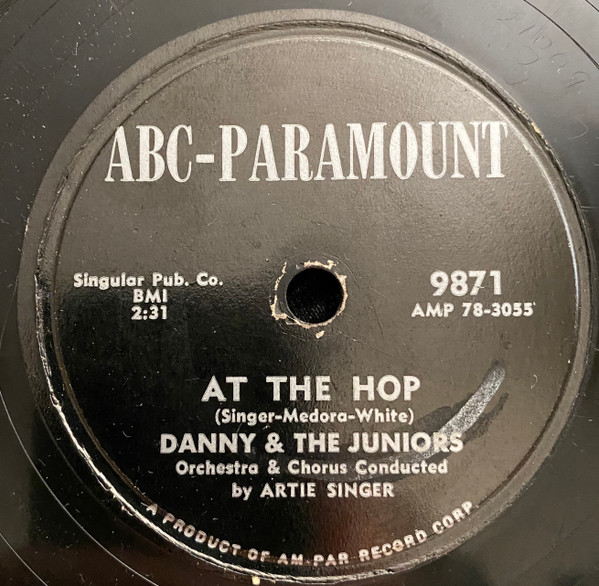 ABC-PARAMOUNT
Singular Pub. Co.
BMI
2:31
9871
AMP 78-3055
AT THE HOP
(Singer-Medora-White)
DANNY & THE JUNIORS
Orchestra & Chorus Conducted
by ARTIE SINGER
A PRODUCT OF AM-PAR RECORD CORP.